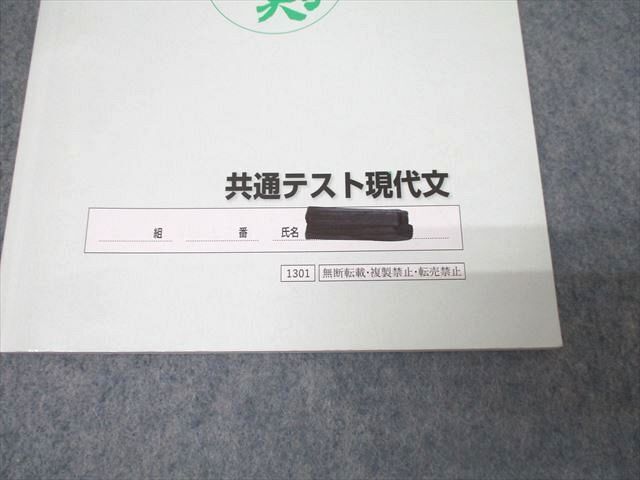 共通テスト現代文
組 番 氏名
1301 無断転載・複製禁止・転売禁止